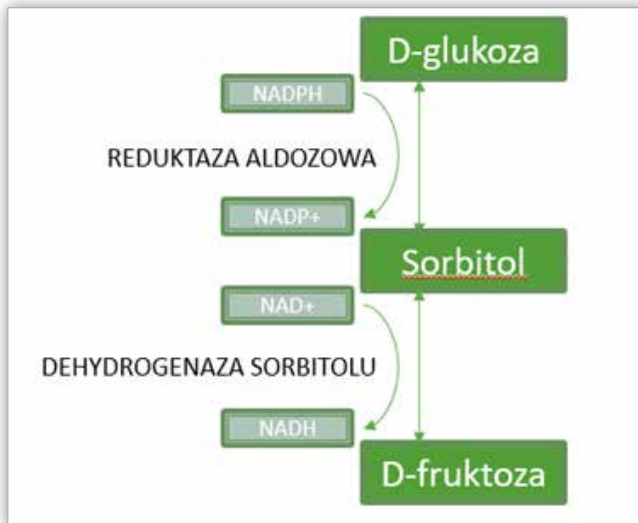 D-glukoza
NADPH
REDUKTAZA ALDOZOWA
NADP+
Sorbitol
NAD+
DEHYDROGENAZA SORBITOLU
NADH
D-fruktoza